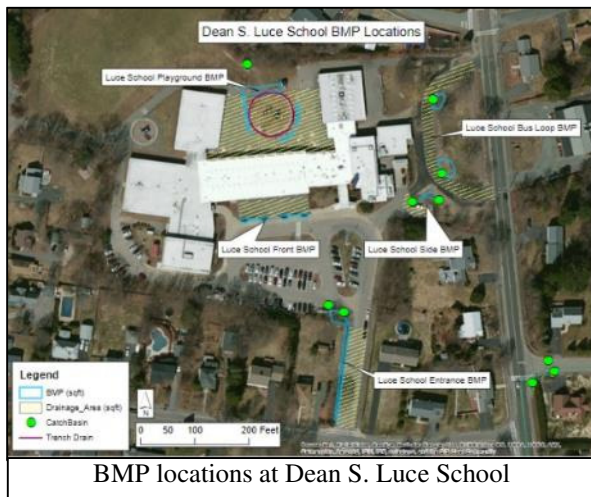 Dean S. Luce School BMP Locations
Luce School Playground BMP
Luce School Bus Loop BMP
Luce School Front BMP
Luce School Side BMP
Luce School Entrance BMP
Legend
BMP (sqft)
Drainage_Area (sqft)
CatchBasin
Trench Drain
N
0 50 100 200 Feet
BMP locations at Dean S. Luce School